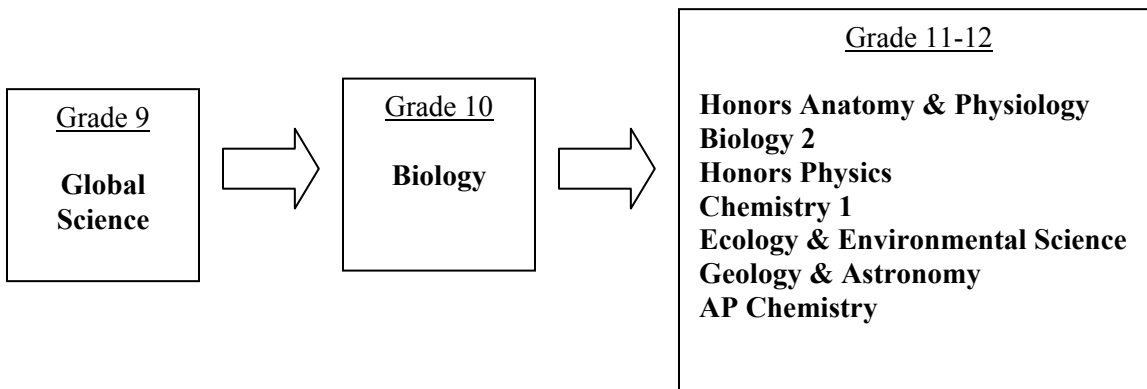 Grade 9
Global
Science
Grade 10
Biology
Grade 11-12
Honors Anatomy & Physiology
Biology 2
Honors Physics
Chemistry 1
Ecology & Environmental Science
Geology & Astronomy
AP Chemistry